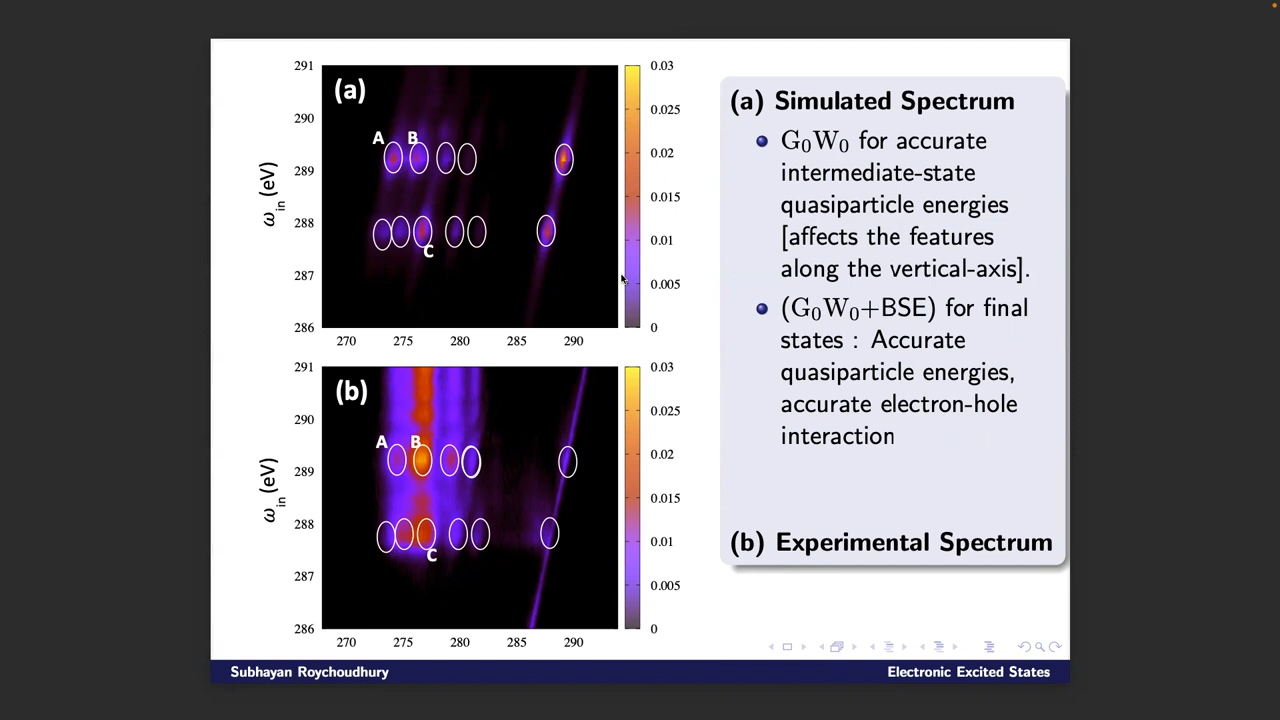 291
(a)
290
A
B
289
288
C
287
286
270
275
280
285
290
ω_in (eV)
0.03
0.025
0.02
0.015
0.01
0.005
0
291
(b)
290
A
B
289
288
C
287
286
270
275
280
285
290
ω_in (eV)
0.03
0.025
0.02
0.015
0.01
0.005
0
(a) Simulated Spectrum
G₀W₀ for accurate
intermediate-state
quasiparticle energies
[affects the features
along the vertical-axis].
(G₀W₀+BSE) for final
states : Accurate
quasiparticle energies,
accurate electron-hole
interaction
(b) Experimental Spectrum
Subhayan Roychoudhury
Electronic Excited States